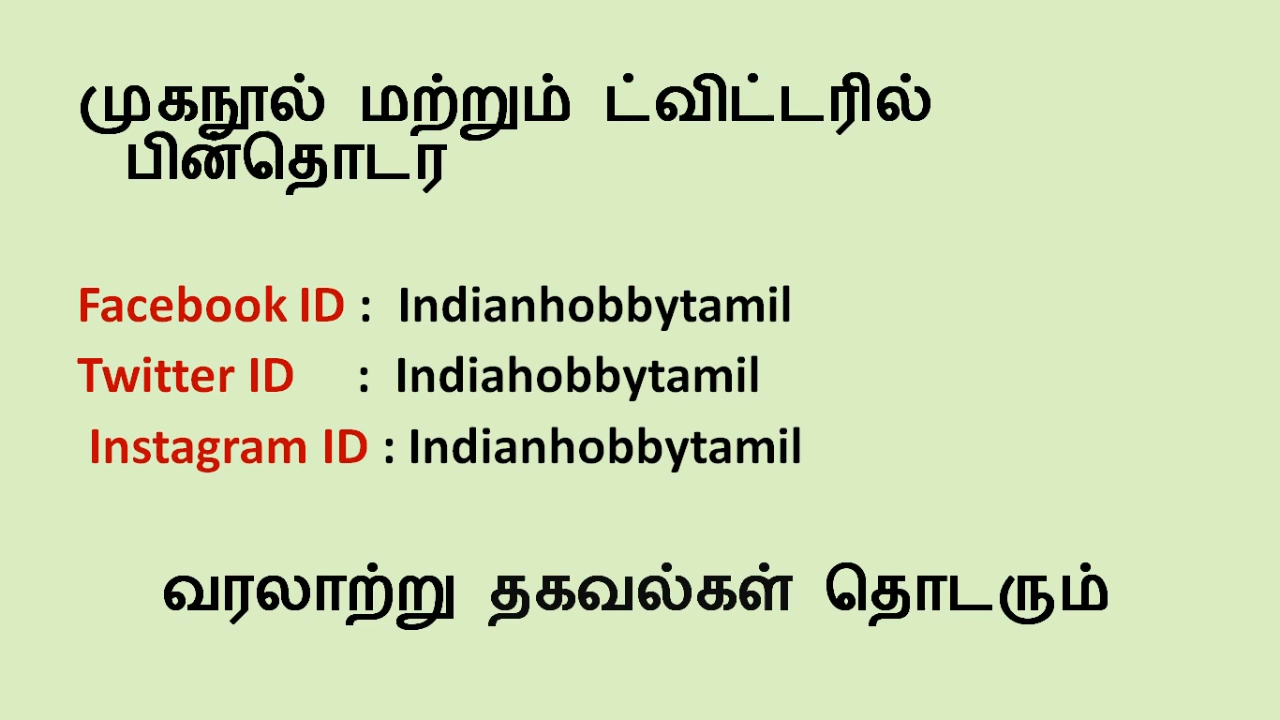 முகநூல் மற்றும் ட்விட்டரில்
பின்தொடர
Facebook ID : Indianhobbytamil
Twitter ID : Indiahobbytamil
Instagram ID : Indianhobbytamil
வரலாற்று தகவல்கள் தொடரும்